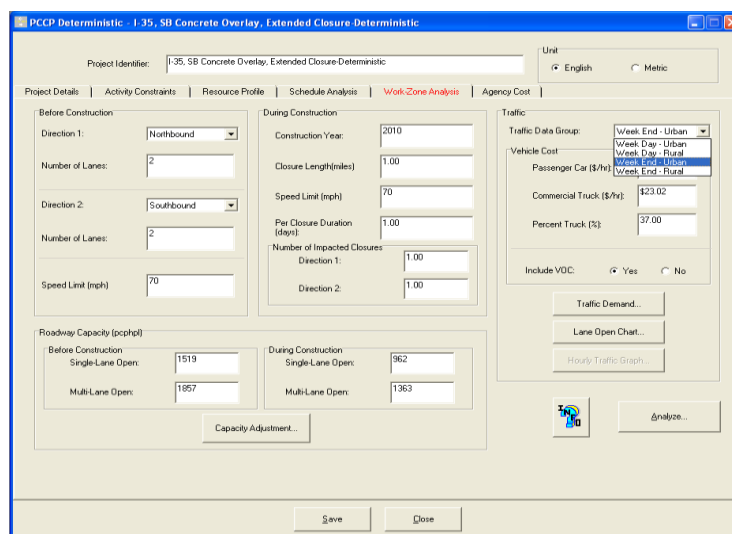 PCCP Deterministic - I-35, SB Concrete Overlay, Extended Closure-Deterministic
Project Identifier: I-35, SB Concrete Overlay, Extended Closure-Deterministic
Unit
English Metric
Project Details Activity Constraints Resource Profile Schedule Analysis Work-Zone Analysis Agency Cost
Before Construction
Direction 1: Northbound
Number of Lanes: 2
Direction 2: Southbound
Number of Lanes: 2
Speed Limit (mph) 70
During Construction
Construction Year: 2010
Closure Length(miles) 1.00
Speed Limit (mph) 70
Per Closure Duration
(days): 1.00
Number of Impacted Closures
Direction 1: 1.00
Direction 2: 1.00
Traffic
Traffic Data Group: Week End - Urban
Week Day - Urban
Week Day - Rural
Week End - Urban
Week End - Rural
Vehicle Cost
Passenger Car ($/hr):
Commercial Truck ($/hr): $23.02
Percent Truck (%): 37.00
Include VOC: Yes No
Traffic Demand...
Lane Open Chart...
Hourly Traffic Graph...
Roadway Capacity (pcphpl)
Before Construction
Single-Lane Open: 1519
Multi-Lane Open: 1857
During Construction
Single-Lane Open: 962
Multi-Lane Open: 1363
Capacity Adjustment...
INFO
Analyze...
Save Close